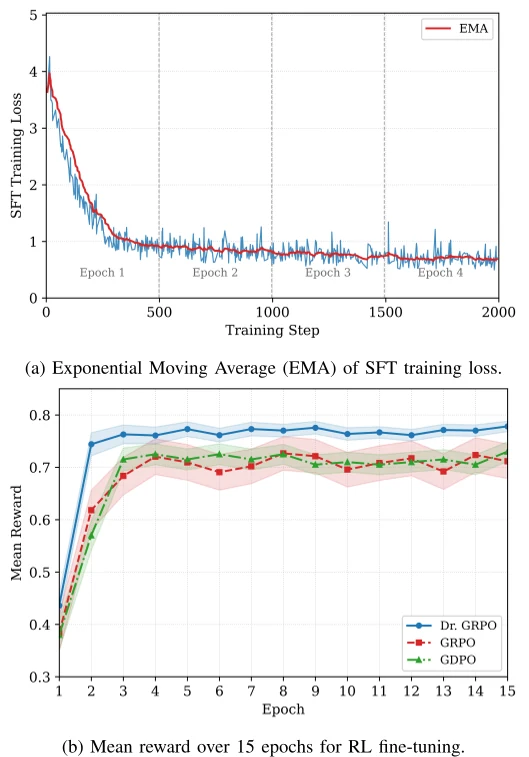 5
4
3
2
1
0
SFT Training Loss
EMA
Epoch 1
Epoch 2
Epoch 3
Epoch 4
0
500
1000
1500
2000
Training Step
(a) Exponential Moving Average (EMA) of SFT training loss.
0.8
0.7
0.6
0.5
0.4
0.3
Mean Reward
Dr. GRPO
GRPO
GDPO
1 2 3 4 5 6 7 8 9 10 11 12 13 14 15
Epoch
(b) Mean reward over 15 epochs for RL fine-tuning.